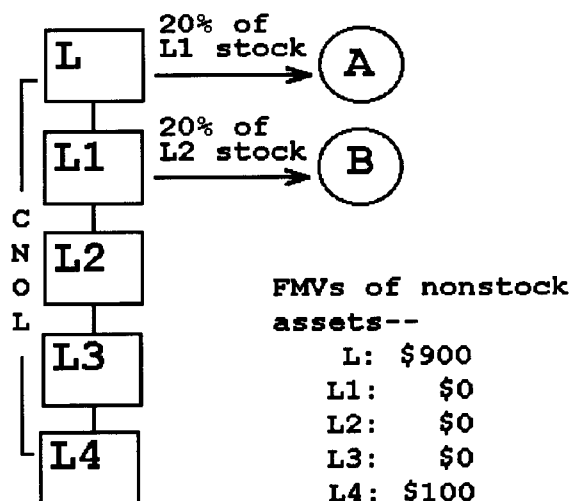 L
20% of
L1 stock
A
L1
20% of
L2 stock
B
L2
L3
L4
C
N
O
L
FMVs of nonstock
assets--
L: $900
L1: $0
L2: $0
L3: $0
L4: $100